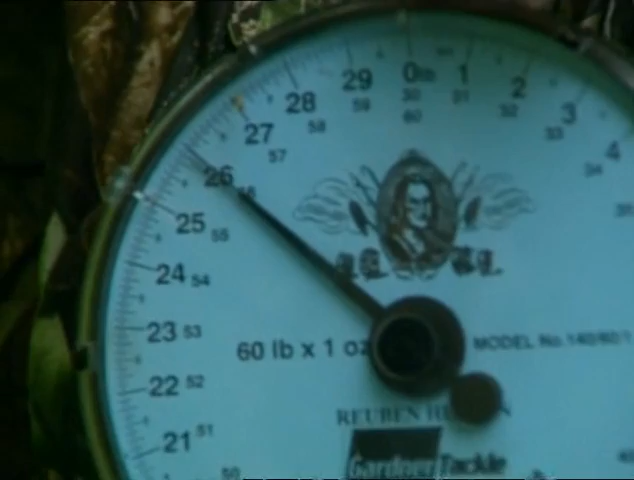 0lb 1 2 3 4
29 28 27 26 25 24 23 22 21
30 31 32 33 34
60 59 58 57 56 55 54 53 52 51 50
60 lb x 1 oz
MODEL No.
REUBEN
Gardner Tackle